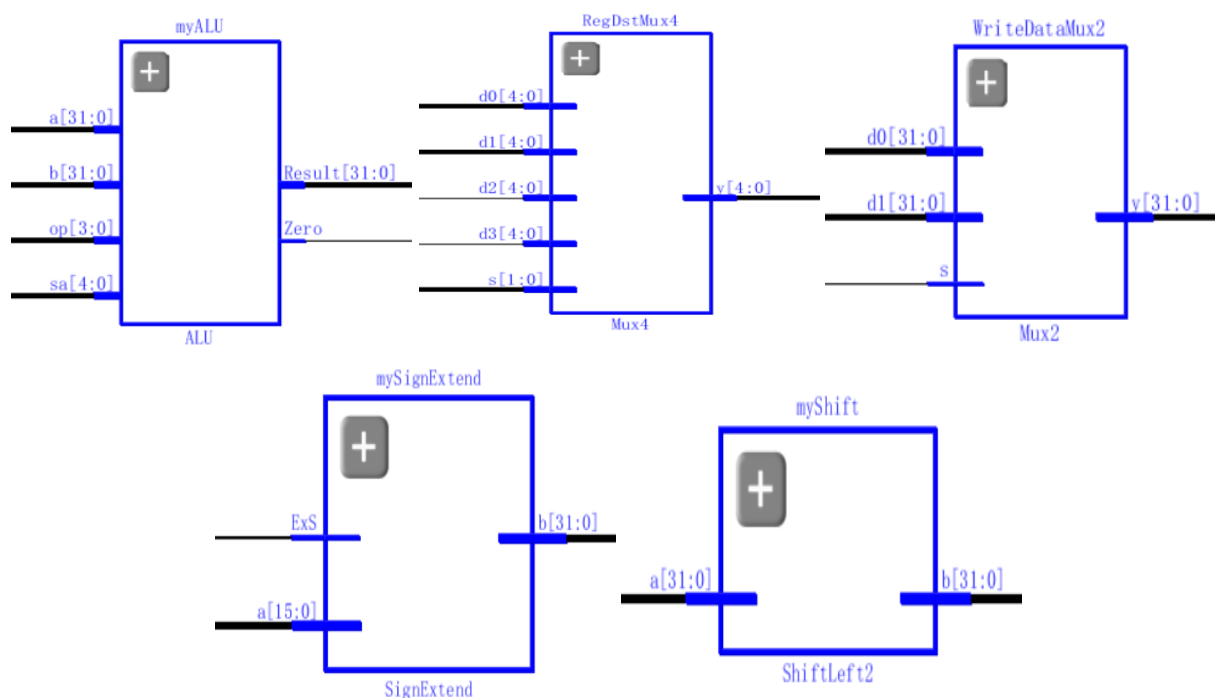 myALU
+
a[31:0]
b[31:0]
op[3:0]
sa[4:0]
Result[31:0]
Zero
ALU
RegDstMux4
+
d0[4:0]
d1[4:0]
d2[4:0]
d3[4:0]
s[1:0]
y[4:0]
Mux4
WriteDataMux2
+
d0[31:0]
d1[31:0]
s
y[31:0]
Mux2
mySignExtend
+
ExS
a[15:0]
b[31:0]
SignExtend
myShift
+
a[31:0]
b[31:0]
ShiftLeft2